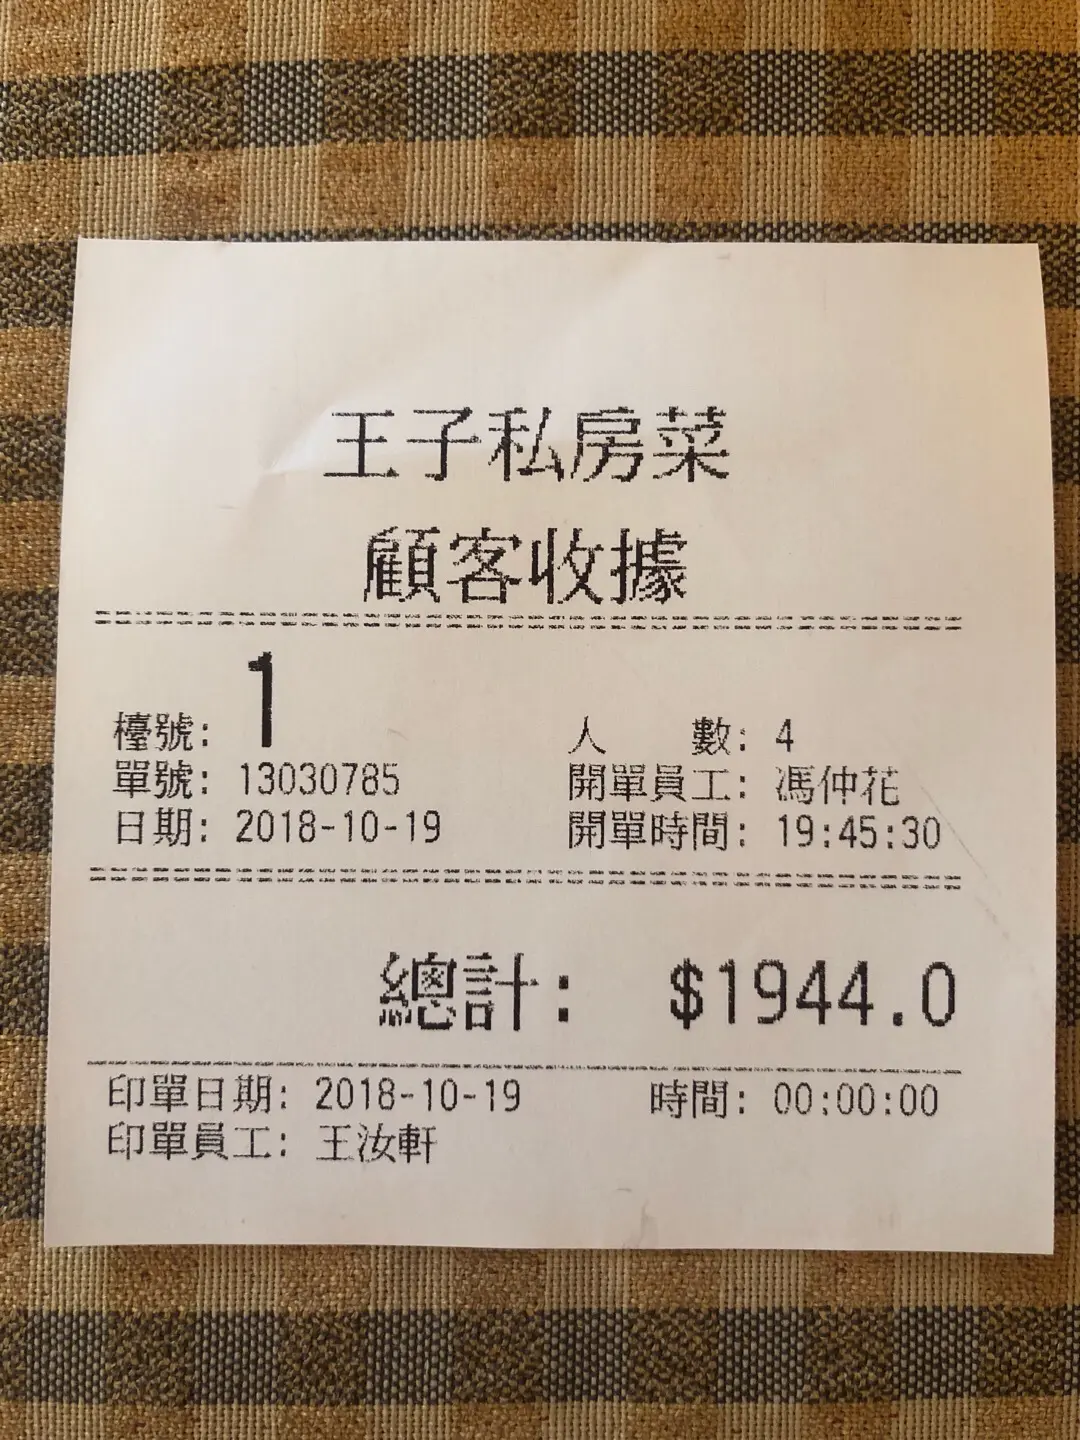 王子私房菜
顧客收據
檯號: 1 人 數: 4
單號: 13030785 開單員工: 馮仲花
日期: 2018-10-19 開單時間: 19:45:30
總計: $1944.0
印單日期: 2018-10-19 時間: 00:00:00
印單員工: 王汝軒